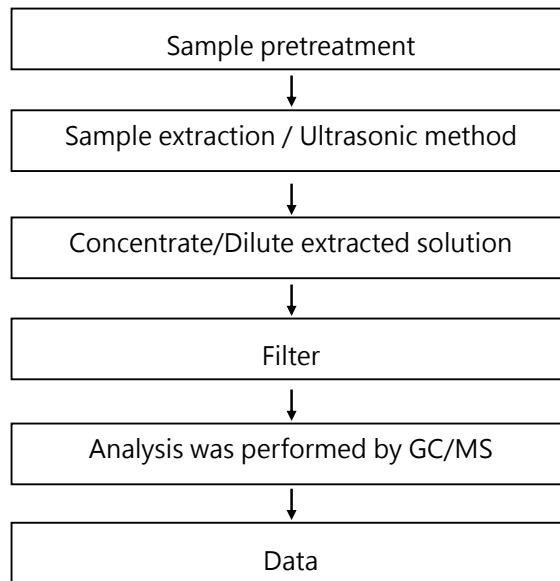 Sample pretreatment
Sample extraction / Ultrasonic method
Concentrate/Dilute extracted solution
Filter
Analysis was performed by GC/MS
Data